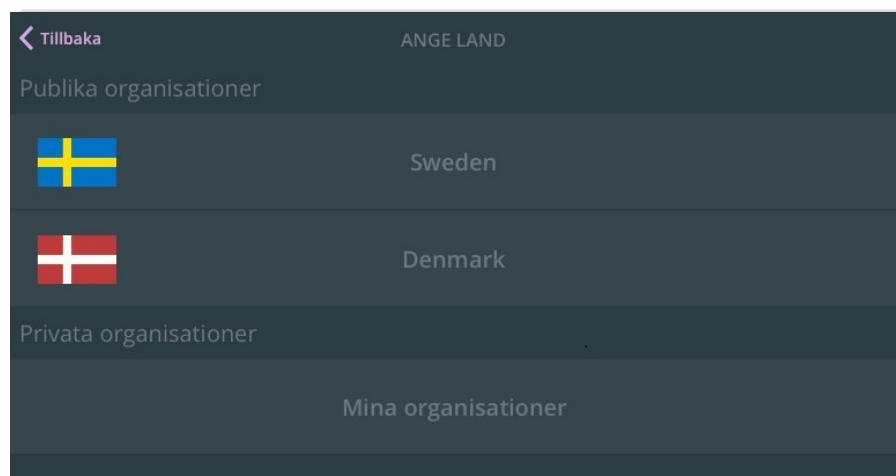 Tillbaka
ANGE LAND
Publika organisationer
Sweden
Denmark
Privata organisationer
Mina organisationer